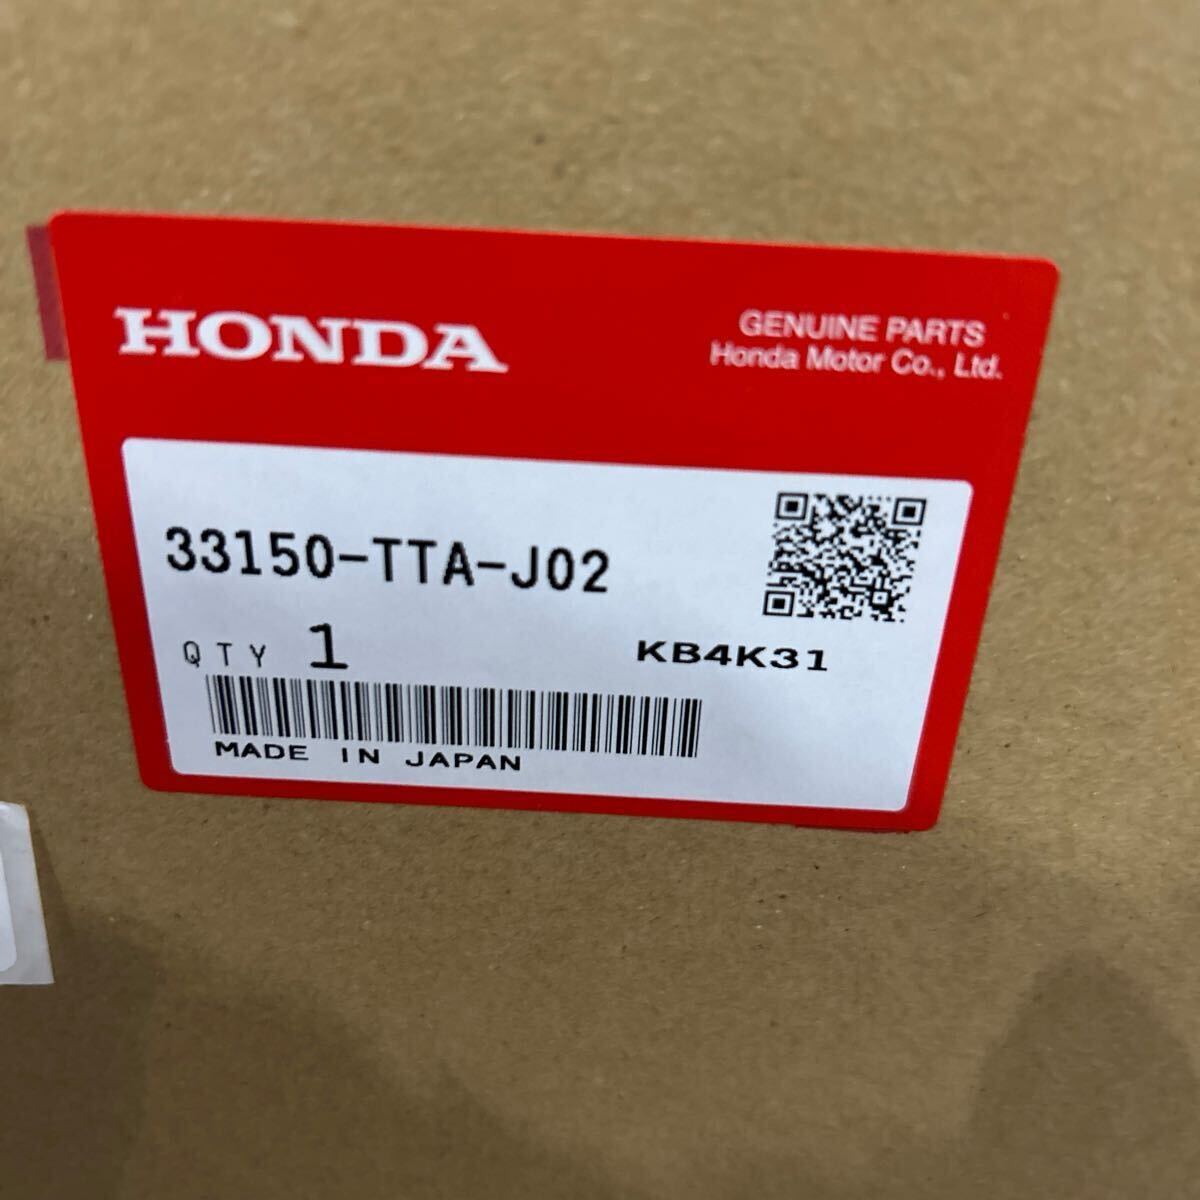 HONDA
GENUINE PARTS
Honda Motor Co., Ltd.
33150-TTA-J02
QTY 1
KB4K31
MADE IN JAPAN